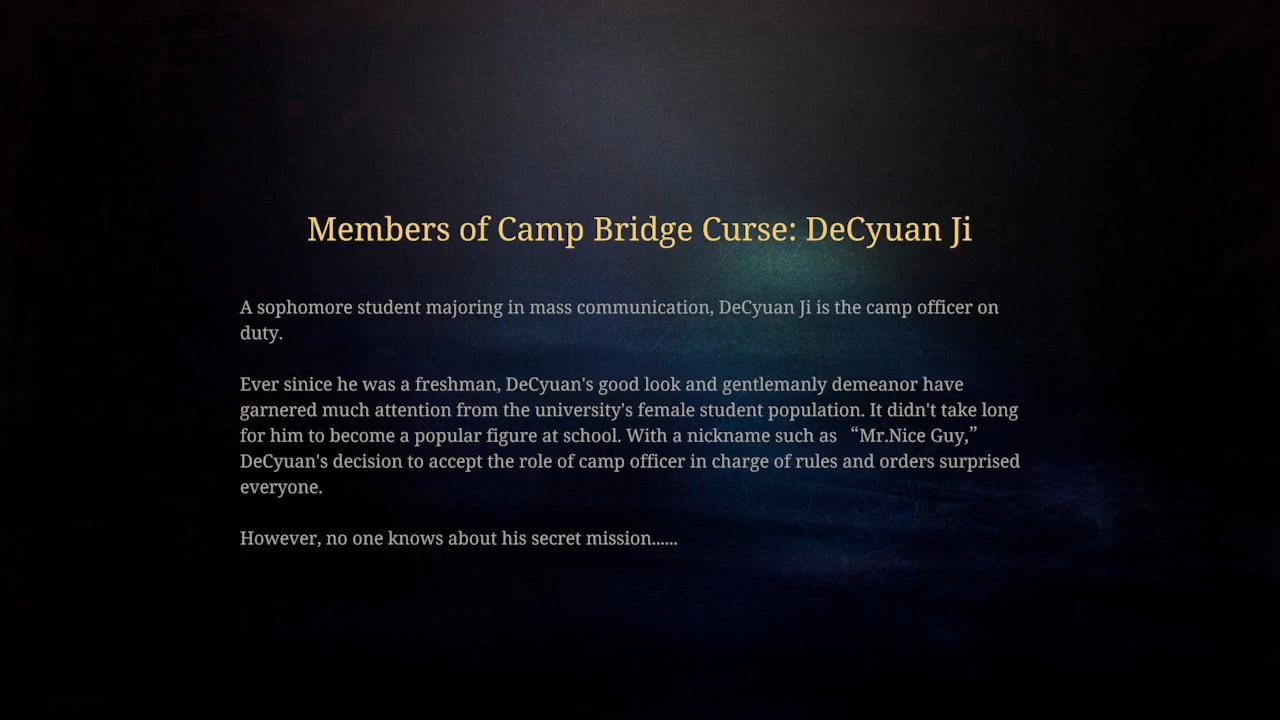 Members of Camp Bridge Curse: DeCyuan Ji
A sophomore student majoring in mass communication, DeCyuan Ji is the camp officer on
duty.
Ever sinice he was a freshman, DeCyuan's good look and gentlemanly demeanor have
garnered much attention from the university's female student population. It didn't take long
for him to become a popular figure at school. With a nickname such as “Mr.Nice Guy,”
DeCyuan's decision to accept the role of camp officer in charge of rules and orders surprised
everyone.
However, no one knows about his secret mission......